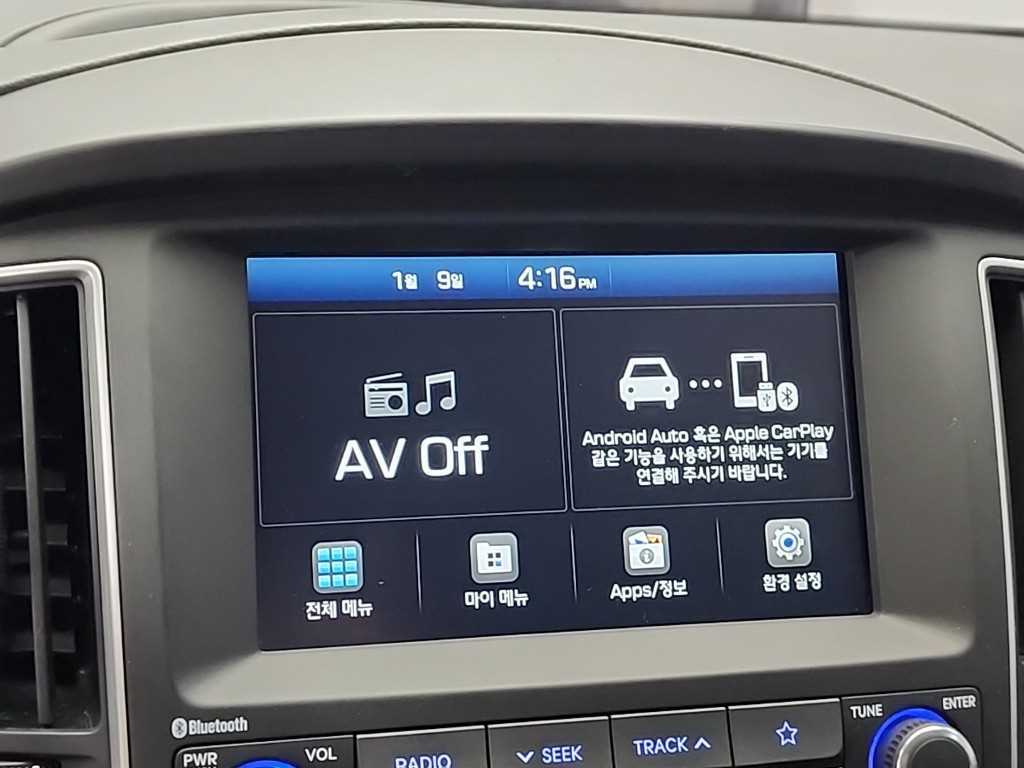 1월 9일 4:16 PM
AV Off
Android Auto 혹은 Apple CarPlay
같은 기능을 사용하기 위해서는 기기를
연결해 주시기 바랍니다.
전체 메뉴
마이 메뉴
Apps/정보
환경 설정
Bluetooth
PWR
VOL
RADIO
SEEK
TRACK
TUNE
ENTER